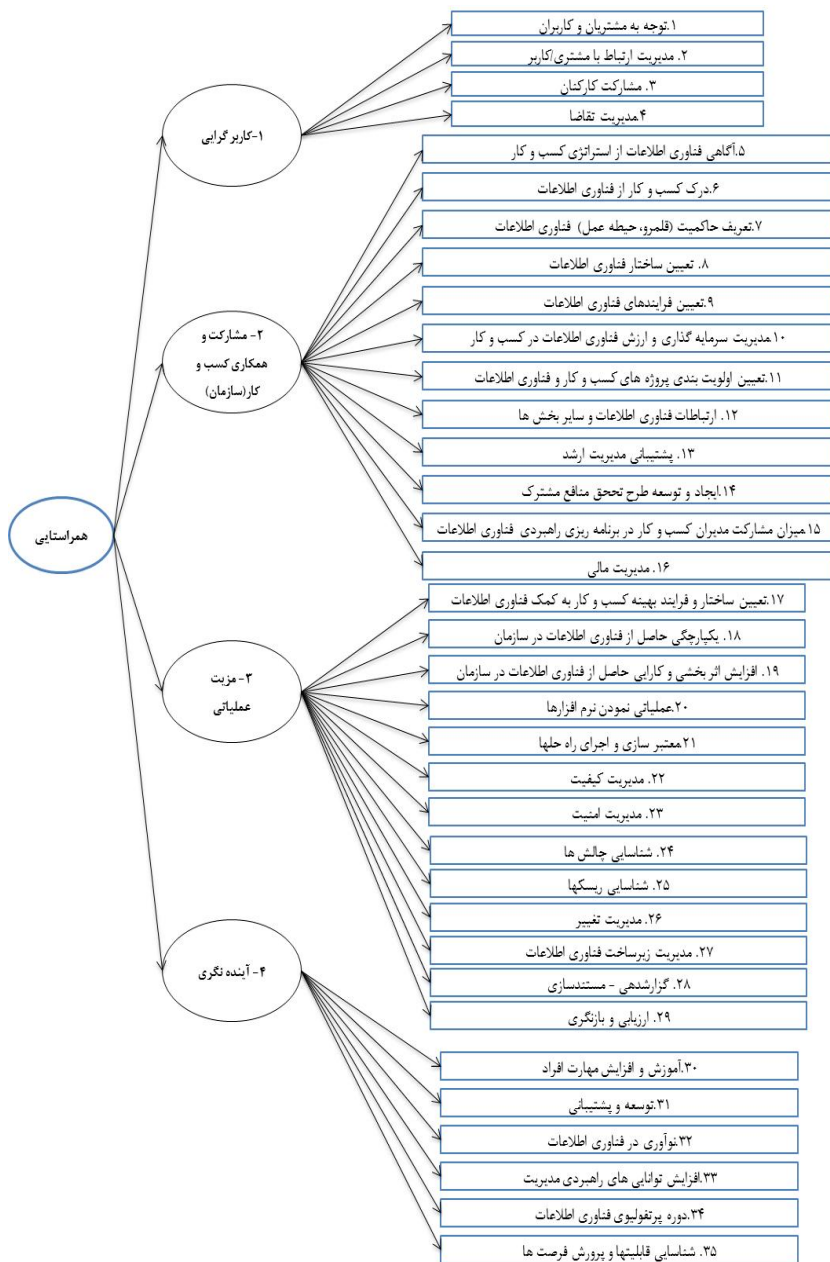 همراستایی
۱-کاربر گرایی
۱.توجه به مشتریان و کاربران
۲. مدیریت ارتباط با مشتری/کاربر
۳. مشارکت کارکنان
۴.مدیریت تقاضا
۲- مشارکت و
همکاری کسب و
کار(سازمان)
۵.آگاهی فناوری اطلاعات از استراتژی کسب و کار
۶.درک کسب و کار از فناوری اطلاعات
۷.تعریف حاکمیت (قلمرو، حیطه عمل) فناوری اطلاعات
۸. تعیین ساختار فناوری اطلاعات
۹.تعیین فرایندهای فناوری اطلاعات
۱۰.مدیریت سرمایه گذاری و ارزش فناوری اطلاعات در کسب و کار
۱۱.تعیین اولویت بندی پروژه های کسب و کار و فناوری اطلاعات
۱۲. ارتباطات فناوری اطلاعات و سایر بخش ها
۱۳. پشتیبانی مدیریت ارشد
۱۴.ایجاد و توسعه طرح تححق منافع مشترک
۱۵.میزان مشارکت مدیران کسب و کار در برنامه ریزی راهبردی فناوری اطلاعات
۱۶. مدیریت مالی
۳- مزیت
عملیاتی
۱۷.تعیین ساختار و فرایند بهینه کسب و کار به کمک فناوری اطلاعات
۱۸. یکپارچگی حاصل از فناوری اطلاعات در سازمان
۱۹. افزایش اثر بخشی و کارایی حاصل از فناوری اطلاعات در سازمان
۲۰.عملیاتی نمودن نرم افزارها
۲۱.معتبر سازی و اجرای راه حلها
۲۲. مدیریت کیفیت
۲۳. مدیریت امنیت
۲۴. شناسایی چالش ها
۲۵. شناسایی ریسکها
۲۶. مدیریت تغییر
۲۷. مدیریت زیرساخت فناوری اطلاعات
۲۸. گزارشدهی - مستندسازی
۲۹. ارزیابی و بازنگری
۴- آینده نگری
۳۰.آموزش و افزایش مهارت افراد
۳۱.توسعه و پشتیبانی
۳۲.نوآوری در فناوری اطلاعات
۳۳.افزایش توانایی های راهبردی مدیریت
۳۴.دوره پرتفولیوی فناوری اطلاعات
۳۵. شناسایی قابلیتها و پرورش فرصت ها